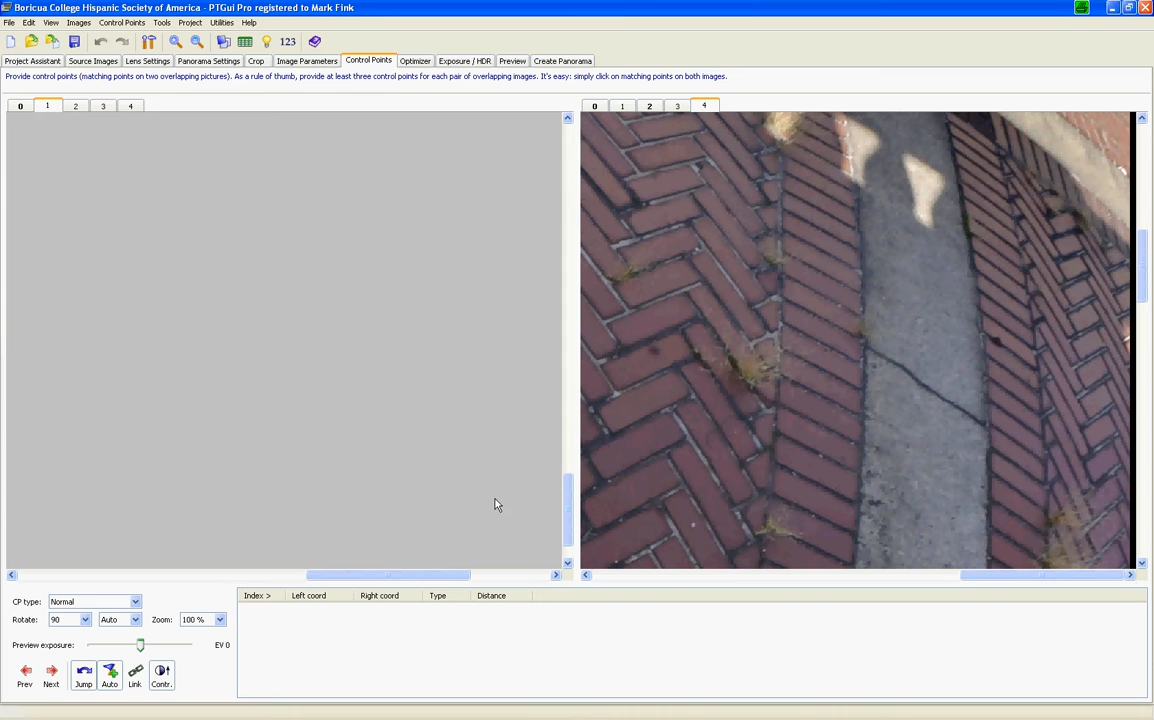 Boricua College Hispanic Society of America - PTGui Pro registered to Mark Fink
File Edit View Images Control Points Tools Project Utilities Help
123
Project Assistant Source Images Lens Settings Panorama Settings Crop Image Parameters Control Points Optimizer Exposure / HDR Preview Create Panorama
Provide control points (matching points on two overlapping pictures). As a rule of thumb, provide at least three control points for each pair of overlapping images. It's easy: simply click on matching points on both images.
0 1 2 3 4 0 1 2 3 4
CP type: Normal
Index > Left coord Right coord Type Distance
Rotate: 90 Auto Zoom: 100 %
Preview exposure: EV 0
Prev Next Jump Auto Link Contr.